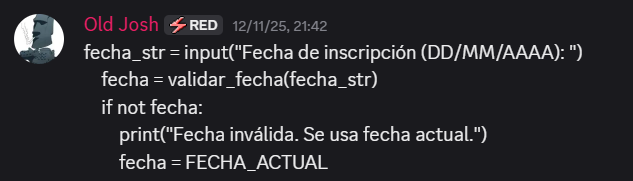 Old Josh RED 12/11/25, 21:42
fecha_str = input("Fecha de inscripción (DD/MM/AAAA): ")
    fecha = validar_fecha(fecha_str)
    if not fecha:
        print("Fecha inválida. Se usa fecha actual.")
        fecha = FECHA_ACTUAL